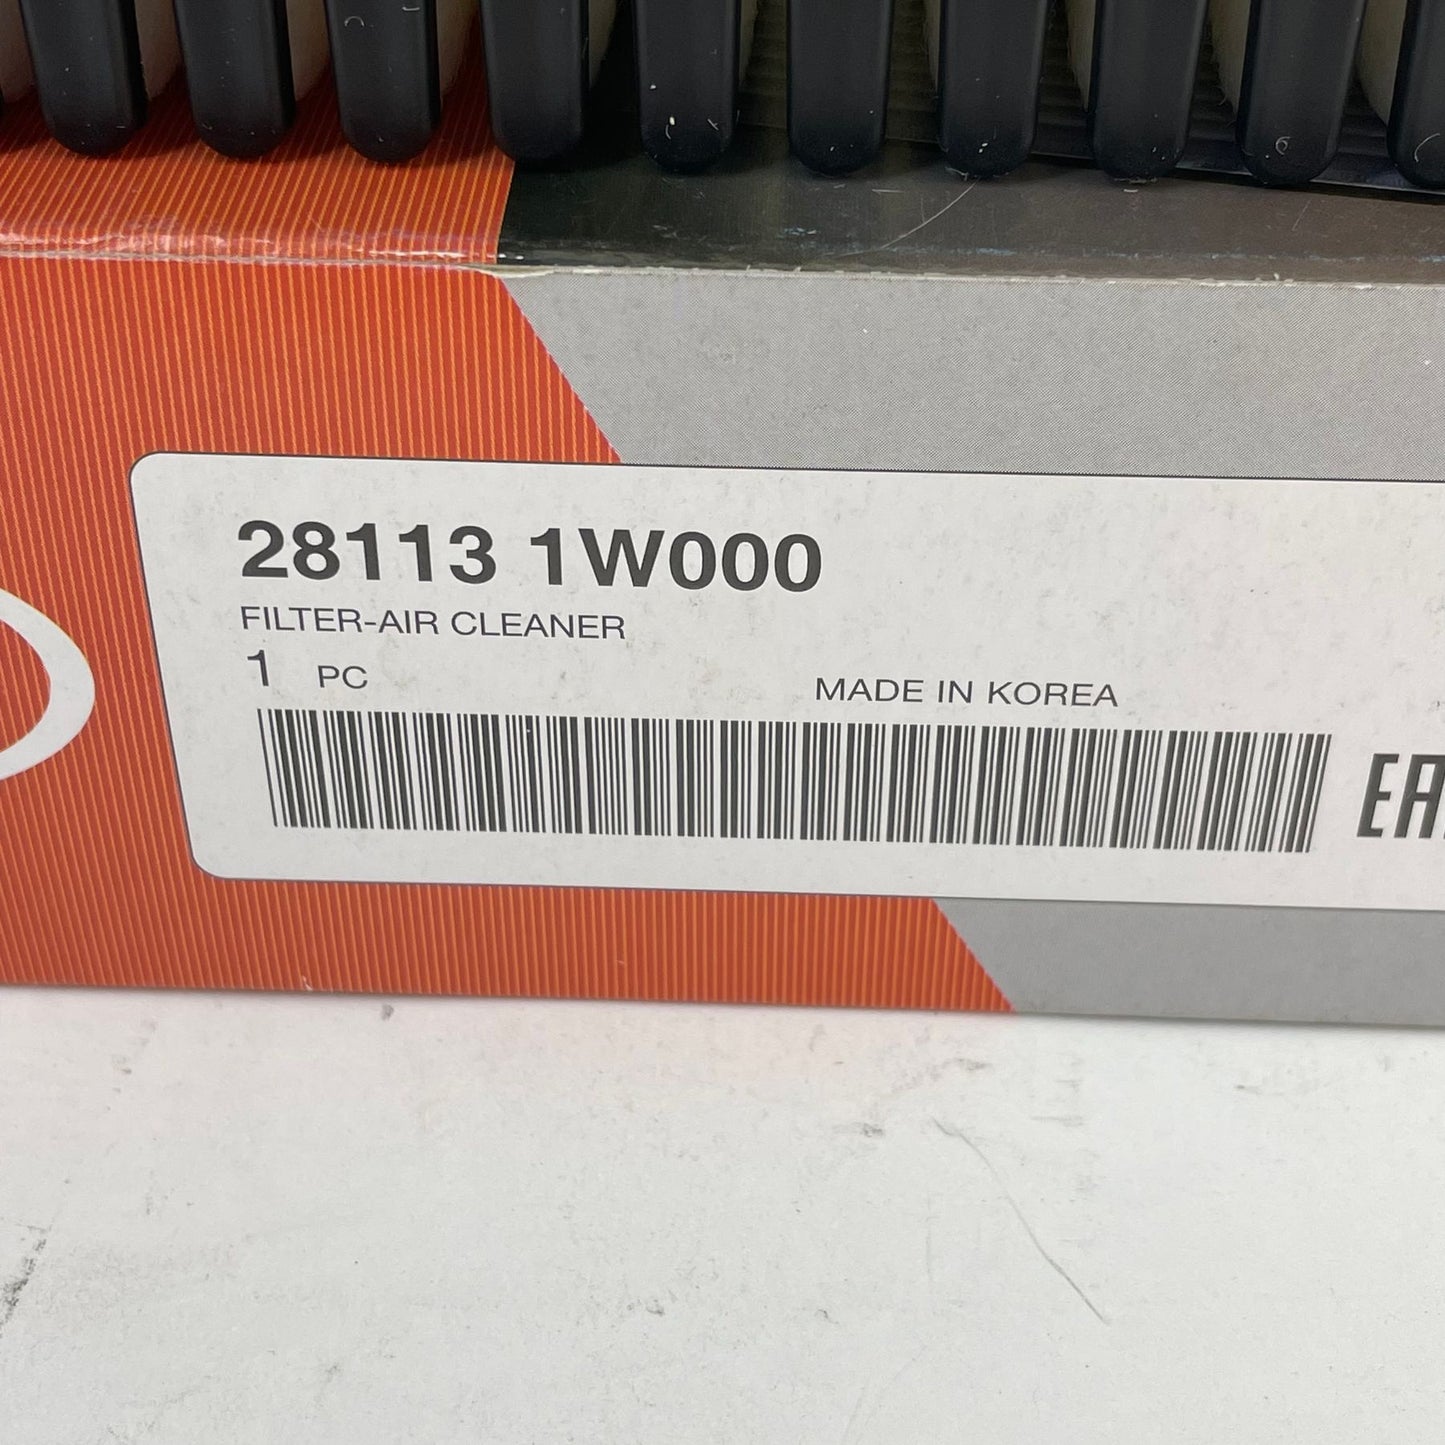 28113 1W000
FILTER-AIR CLEANER
1 PC
MADE IN KOREA